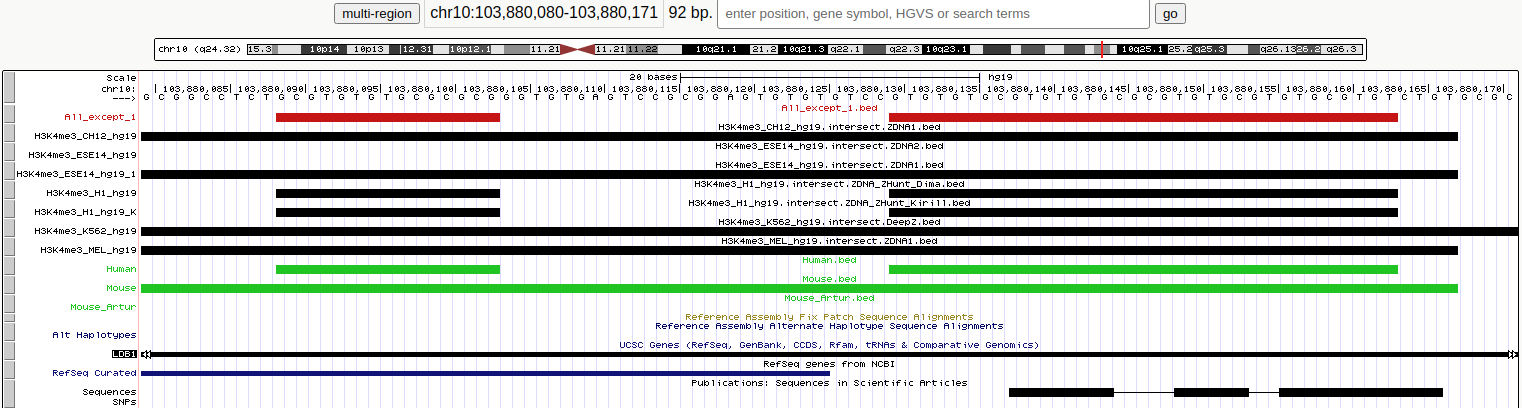 multi-region chr10:103,880,080-103,880,171 92 bp. enter position, gene symbol, HGVS or search terms go
chr10 (q24.32) 15.3 10p14 10p13 12.31 10p12.1 11.21 11.21 11.22 10q21.1 21.2 10q21.3 q22.1 q22.3 10q23.1 10q25.1 25.2 q25.3 q26.13 26.2 q26.3
Scale 20 bases hg19
chr10: 103,880,085 103,880,090 103,880,095 103,880,100 103,880,105 103,880,110 103,880,115 103,880,120 103,880,125 103,880,130 103,880,135 103,880,140 103,880,145 103,880,150 103,880,155 103,880,160 103,880,165 103,880,170
--->
All_except_1.bed
All_except_1
H3K4me3_CH12_hg19.intersect.ZDNA1.bed
H3K4me3_CH12_hg19
H3K4me3_ESE14_hg19.intersect.ZDNA2.bed
H3K4me3_ESE14_hg19
H3K4me3_ESE14_hg19.intersect.ZDNA1.bed
H3K4me3_ESE14_hg19_1
H3K4me3_H1_hg19.intersect.ZDNA_ZHunt_Dima.bed
H3K4me3_H1_hg19
H3K4me3_H1_hg19.intersect.ZDNA_ZHunt_Kirill.bed
H3K4me3_H1_hg19_K
H3K4me3_K562_hg19.intersect.DeepZ.bed
H3K4me3_K562_hg19
H3K4me3_MEL_hg19.intersect.ZDNA1.bed
H3K4me3_MEL_hg19
Human.bed
Human
Mouse.bed
Mouse
Mouse_Artur.bed
Mouse_Artur
Reference Assembly Fix Patch Sequence Alignments
Reference Assembly Alternate Haplotype Sequence Alignments
Alt Haplotypes
UCSC Genes (RefSeq, GenBank, CCDS, Rfam, tRNAs & Comparative Genomics)
LDB1
RefSeq genes from NCBI
RefSeq Curated
Publications: Sequences in Scientific Articles
Sequences
SNPs